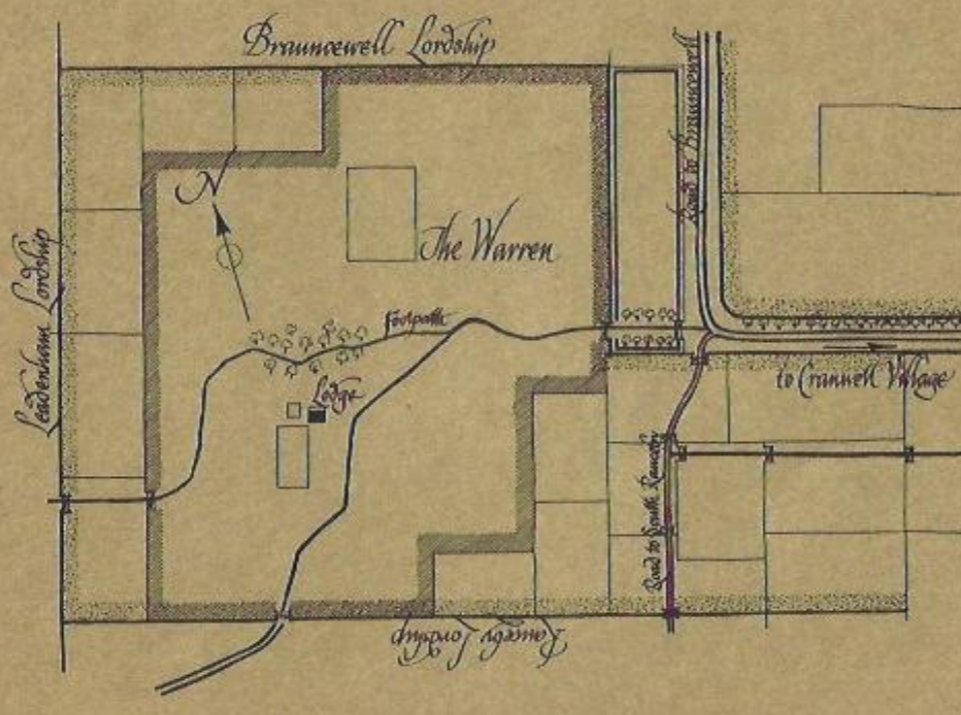 Brauncewell Lordship
Road to Brauncewell
N
The Warren
Leadenham Lordship
Footpath
Lodge
to Cranwell Village
Road to South Rauceby
Rauceby Lordship